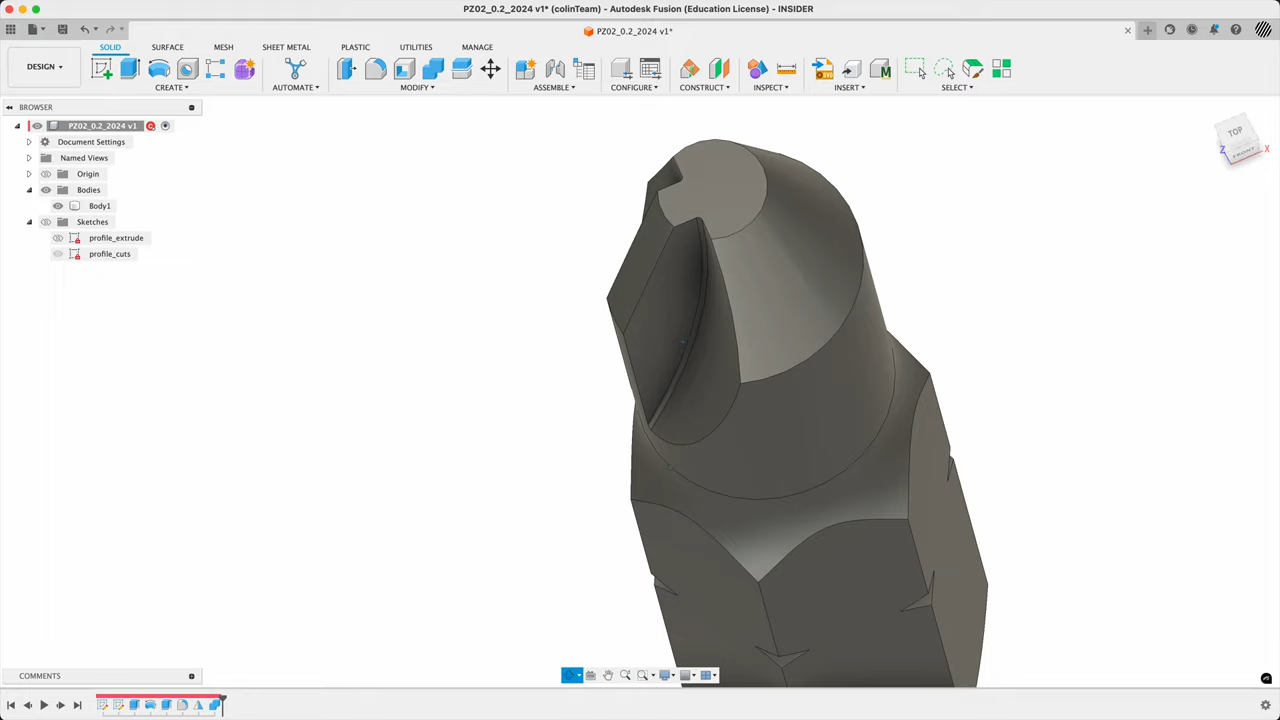 PZ02_0.2_2024 v1* (colinTeam) - Autodesk Fusion (Education License) - INSIDER
PZ02_0.2_2024 v1*
DESIGN
SOLID SURFACE MESH SHEET METAL PLASTIC UTILITIES MANAGE
CREATE AUTOMATE MODIFY ASSEMBLE CONFIGURE CONSTRUCT INSPECT INSERT SELECT
BROWSER
PZ02_0.2_2024 v1
Document Settings
Named Views
Origin
Bodies
Body1
Sketches
profile_extrude
profile_cuts
TOP
FRONT
Z
X
COMMENTS